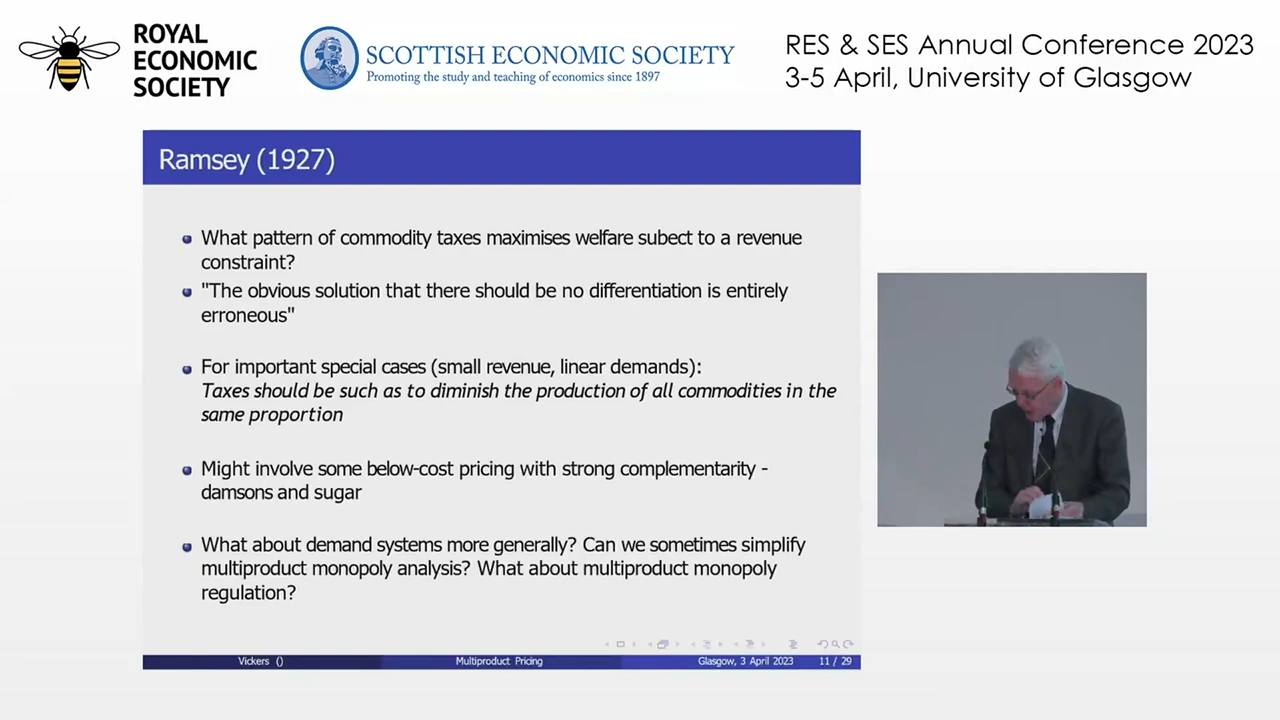 ROYAL
ECONOMIC
SOCIETY
SCOTTISH ECONOMIC SOCIETY
Promoting the study and teaching of economics since 1897
RES & SES Annual Conference 2023
3-5 April, University of Glasgow
Ramsey (1927)
What pattern of commodity taxes maximises welfare subect to a revenue
constraint?
"The obvious solution that there should be no differentiation is entirely
erroneous"
For important special cases (small revenue, linear demands):
Taxes should be such as to diminish the production of all commodities in the
same proportion
Might involve some below-cost pricing with strong complementarity -
damsons and sugar
What about demand systems more generally? Can we sometimes simplify
multiproduct monopoly analysis? What about multiproduct monopoly
regulation?
Vickers () Multiproduct Pricing Glasgow, 3 April 2023 11 / 29